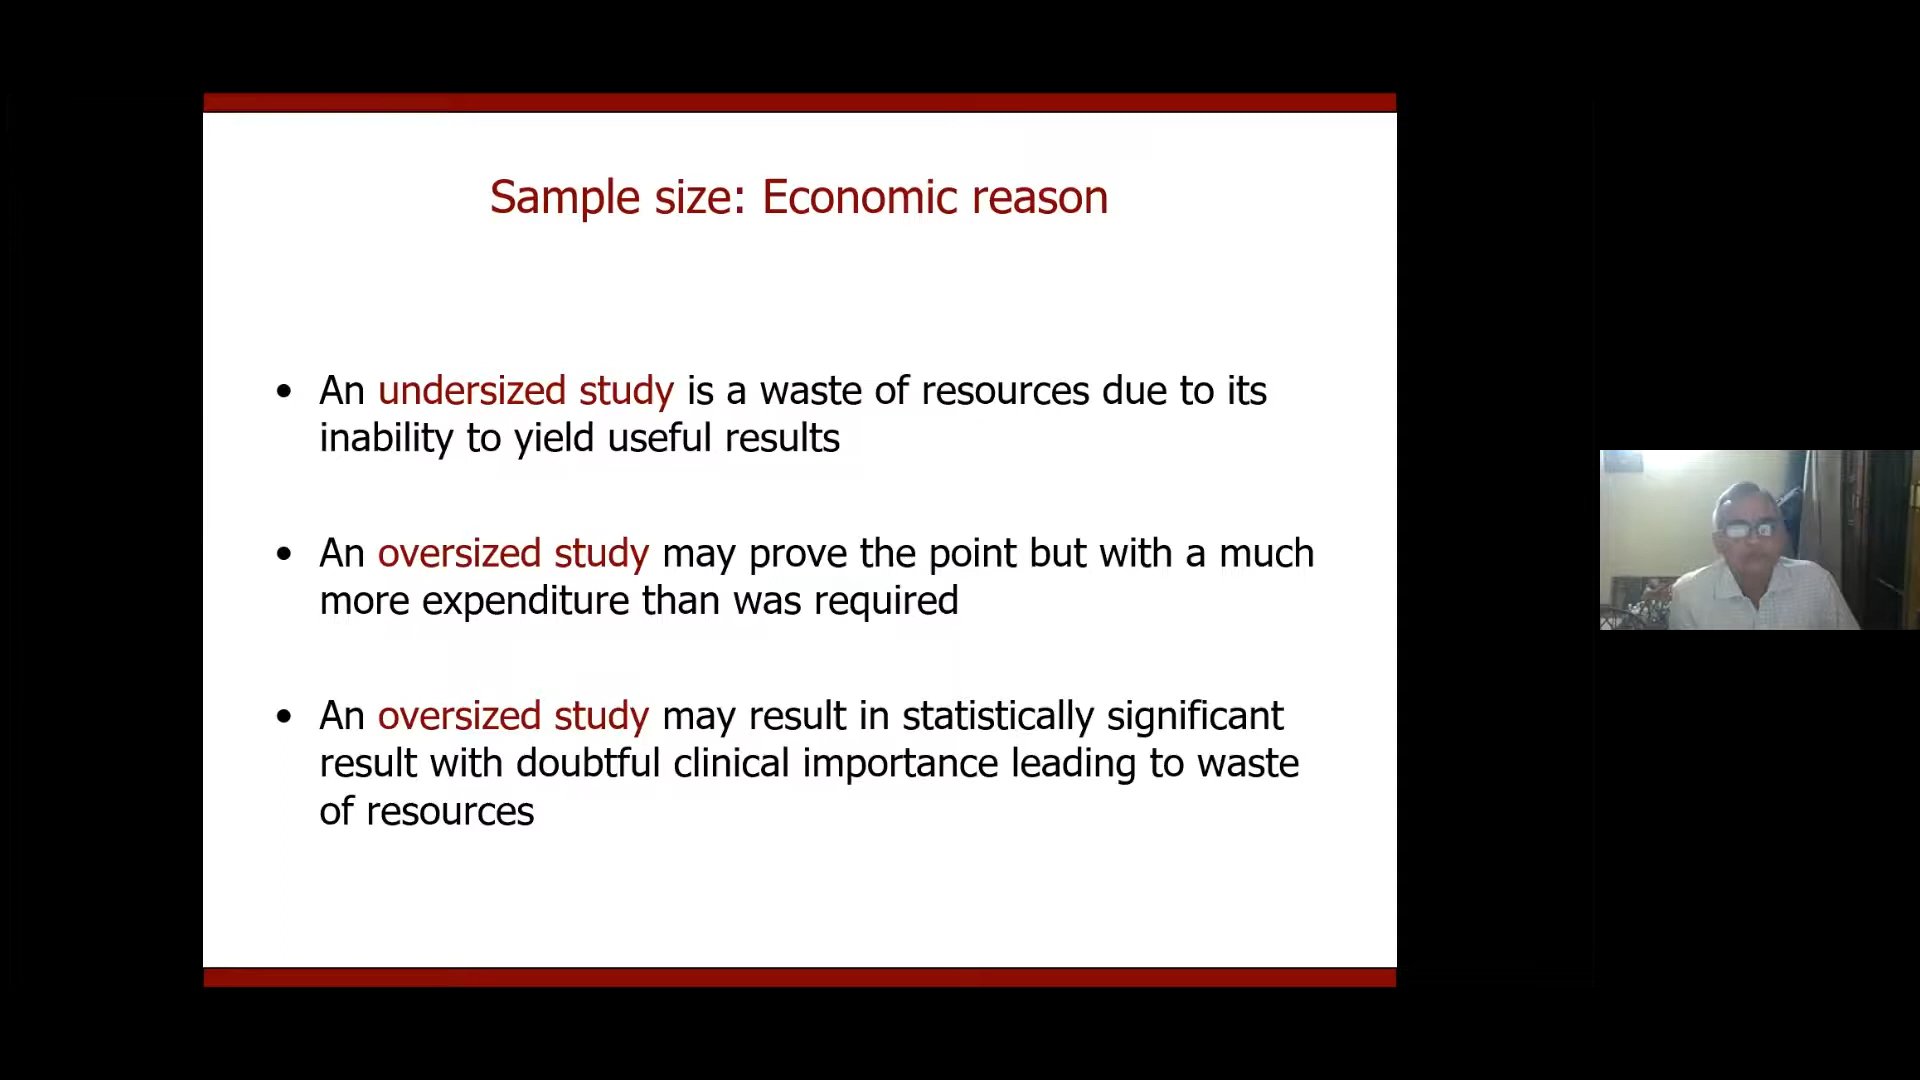 Sample size: Economic reason
• An undersized study is a waste of resources due to its
inability to yield useful results
• An oversized study may prove the point but with a much
more expenditure than was required
• An oversized study may result in statistically significant
result with doubtful clinical importance leading to waste
of resources